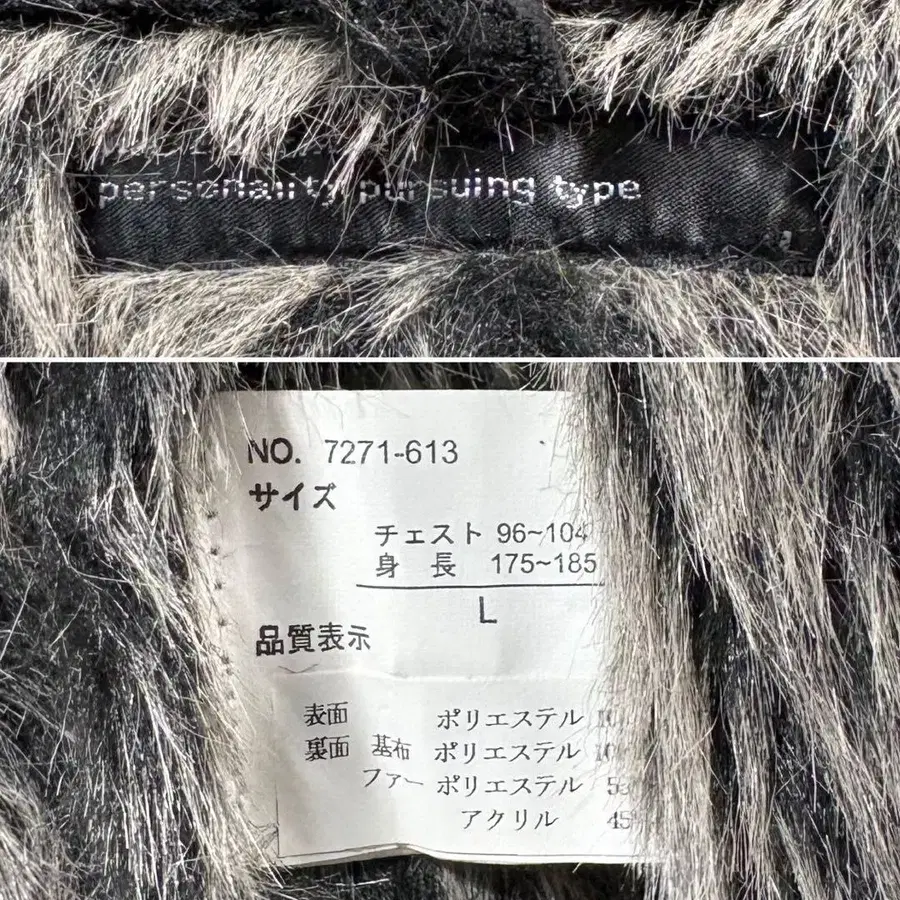 personality pursuing type
NO. 7271-613
サイズ
チェスト 96~104
身 長 175~185
L
品質表示
表面 ポリエステル
裏面 基布 ポリエステル
ファー ポリエステル
アクリル 45